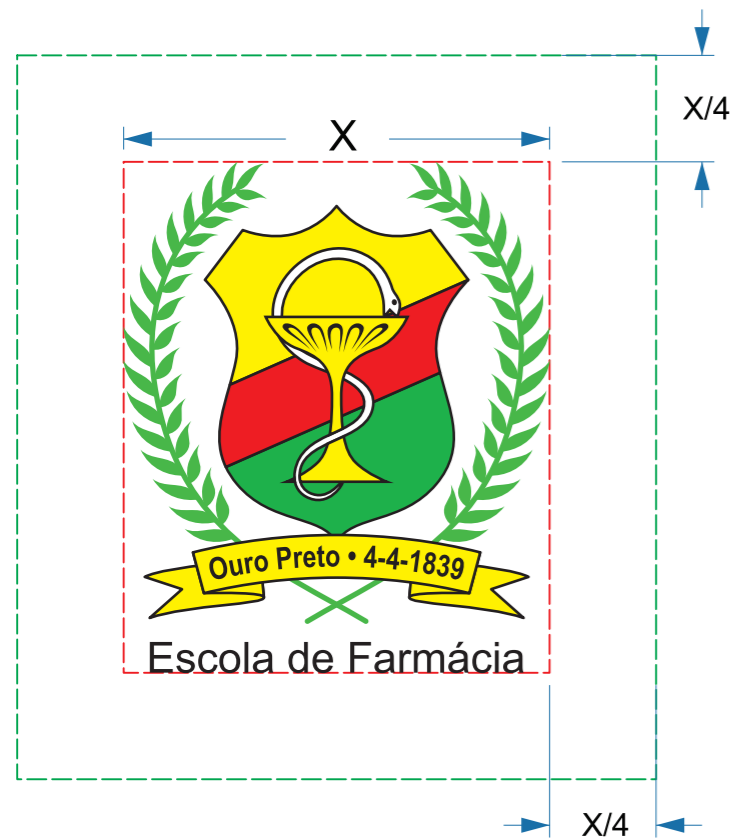 X/4
X
Ouro Preto • 4-4-1839
Escola de Farmácia
X/4